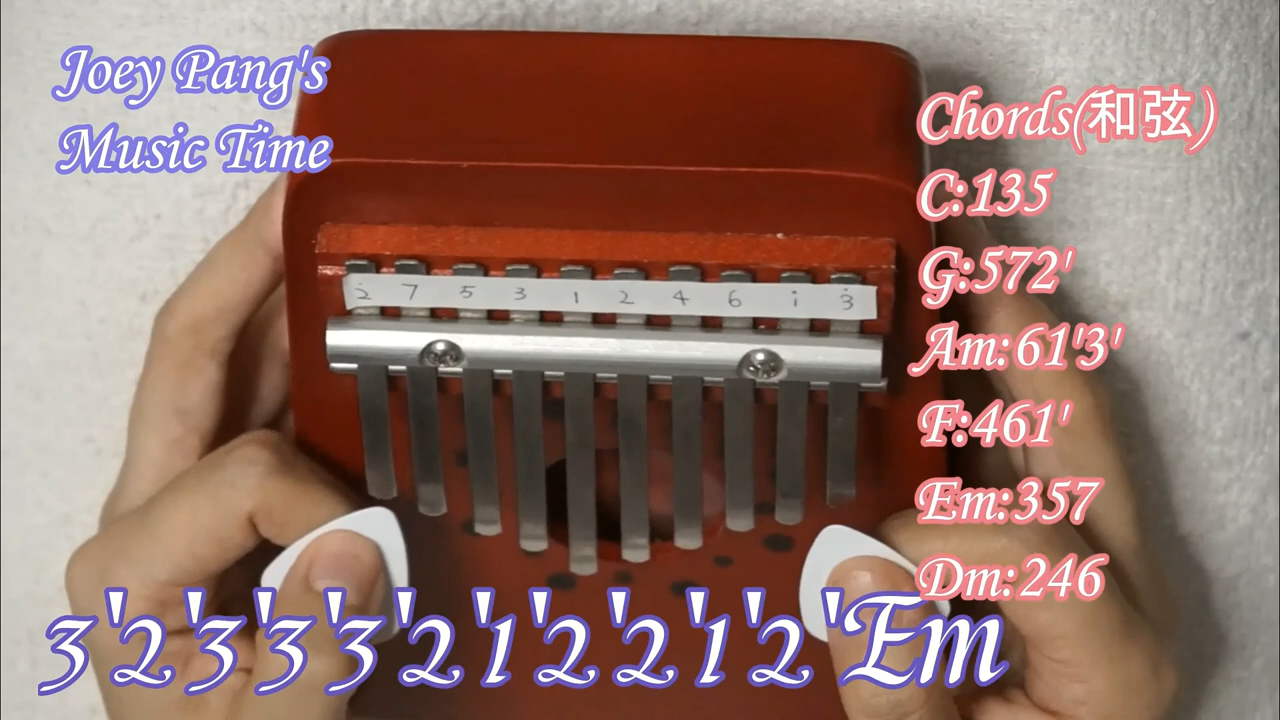 Joey Pang's
Music Time
Chords(和弦)
C:135
G:572'
Am:61'3'
F:461'
Em:357
Dm:246
2̇ 7 5 3 1 2 4 6 i 3̇
3'2'3'3'3'2'1'2'2'1'2'Em